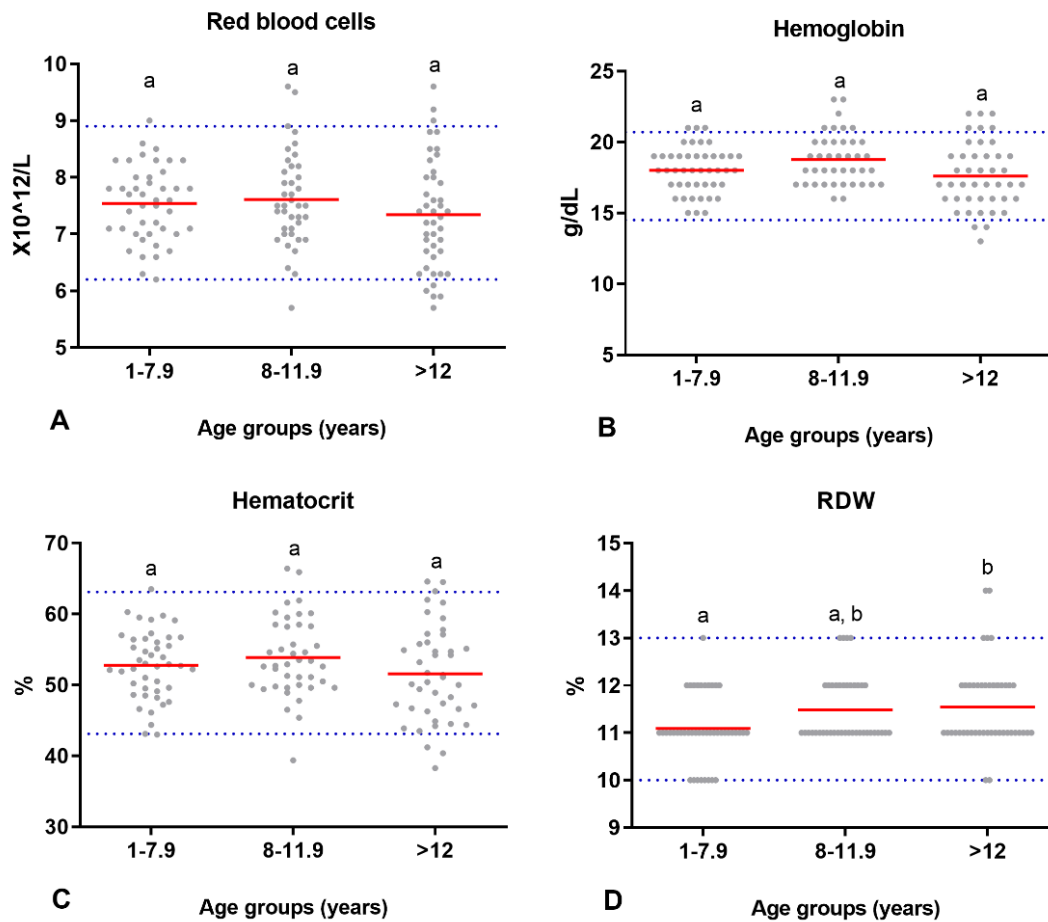 A
Red blood cells
X10^12/L
10
9
8
7
6
5
a
a
a
1-7.9
8-11.9
>12
Age groups (years)
B
Hemoglobin
g/dL
25
20
15
10
5
a
a
a
1-7.9
8-11.9
>12
Age groups (years)
C
Hematocrit
%
70
60
50
40
30
a
a
a
1-7.9
8-11.9
>12
Age groups (years)
D
RDW
%
15
14
13
12
11
10
9
a
a, b
b
1-7.9
8-11.9
>12
Age groups (years)